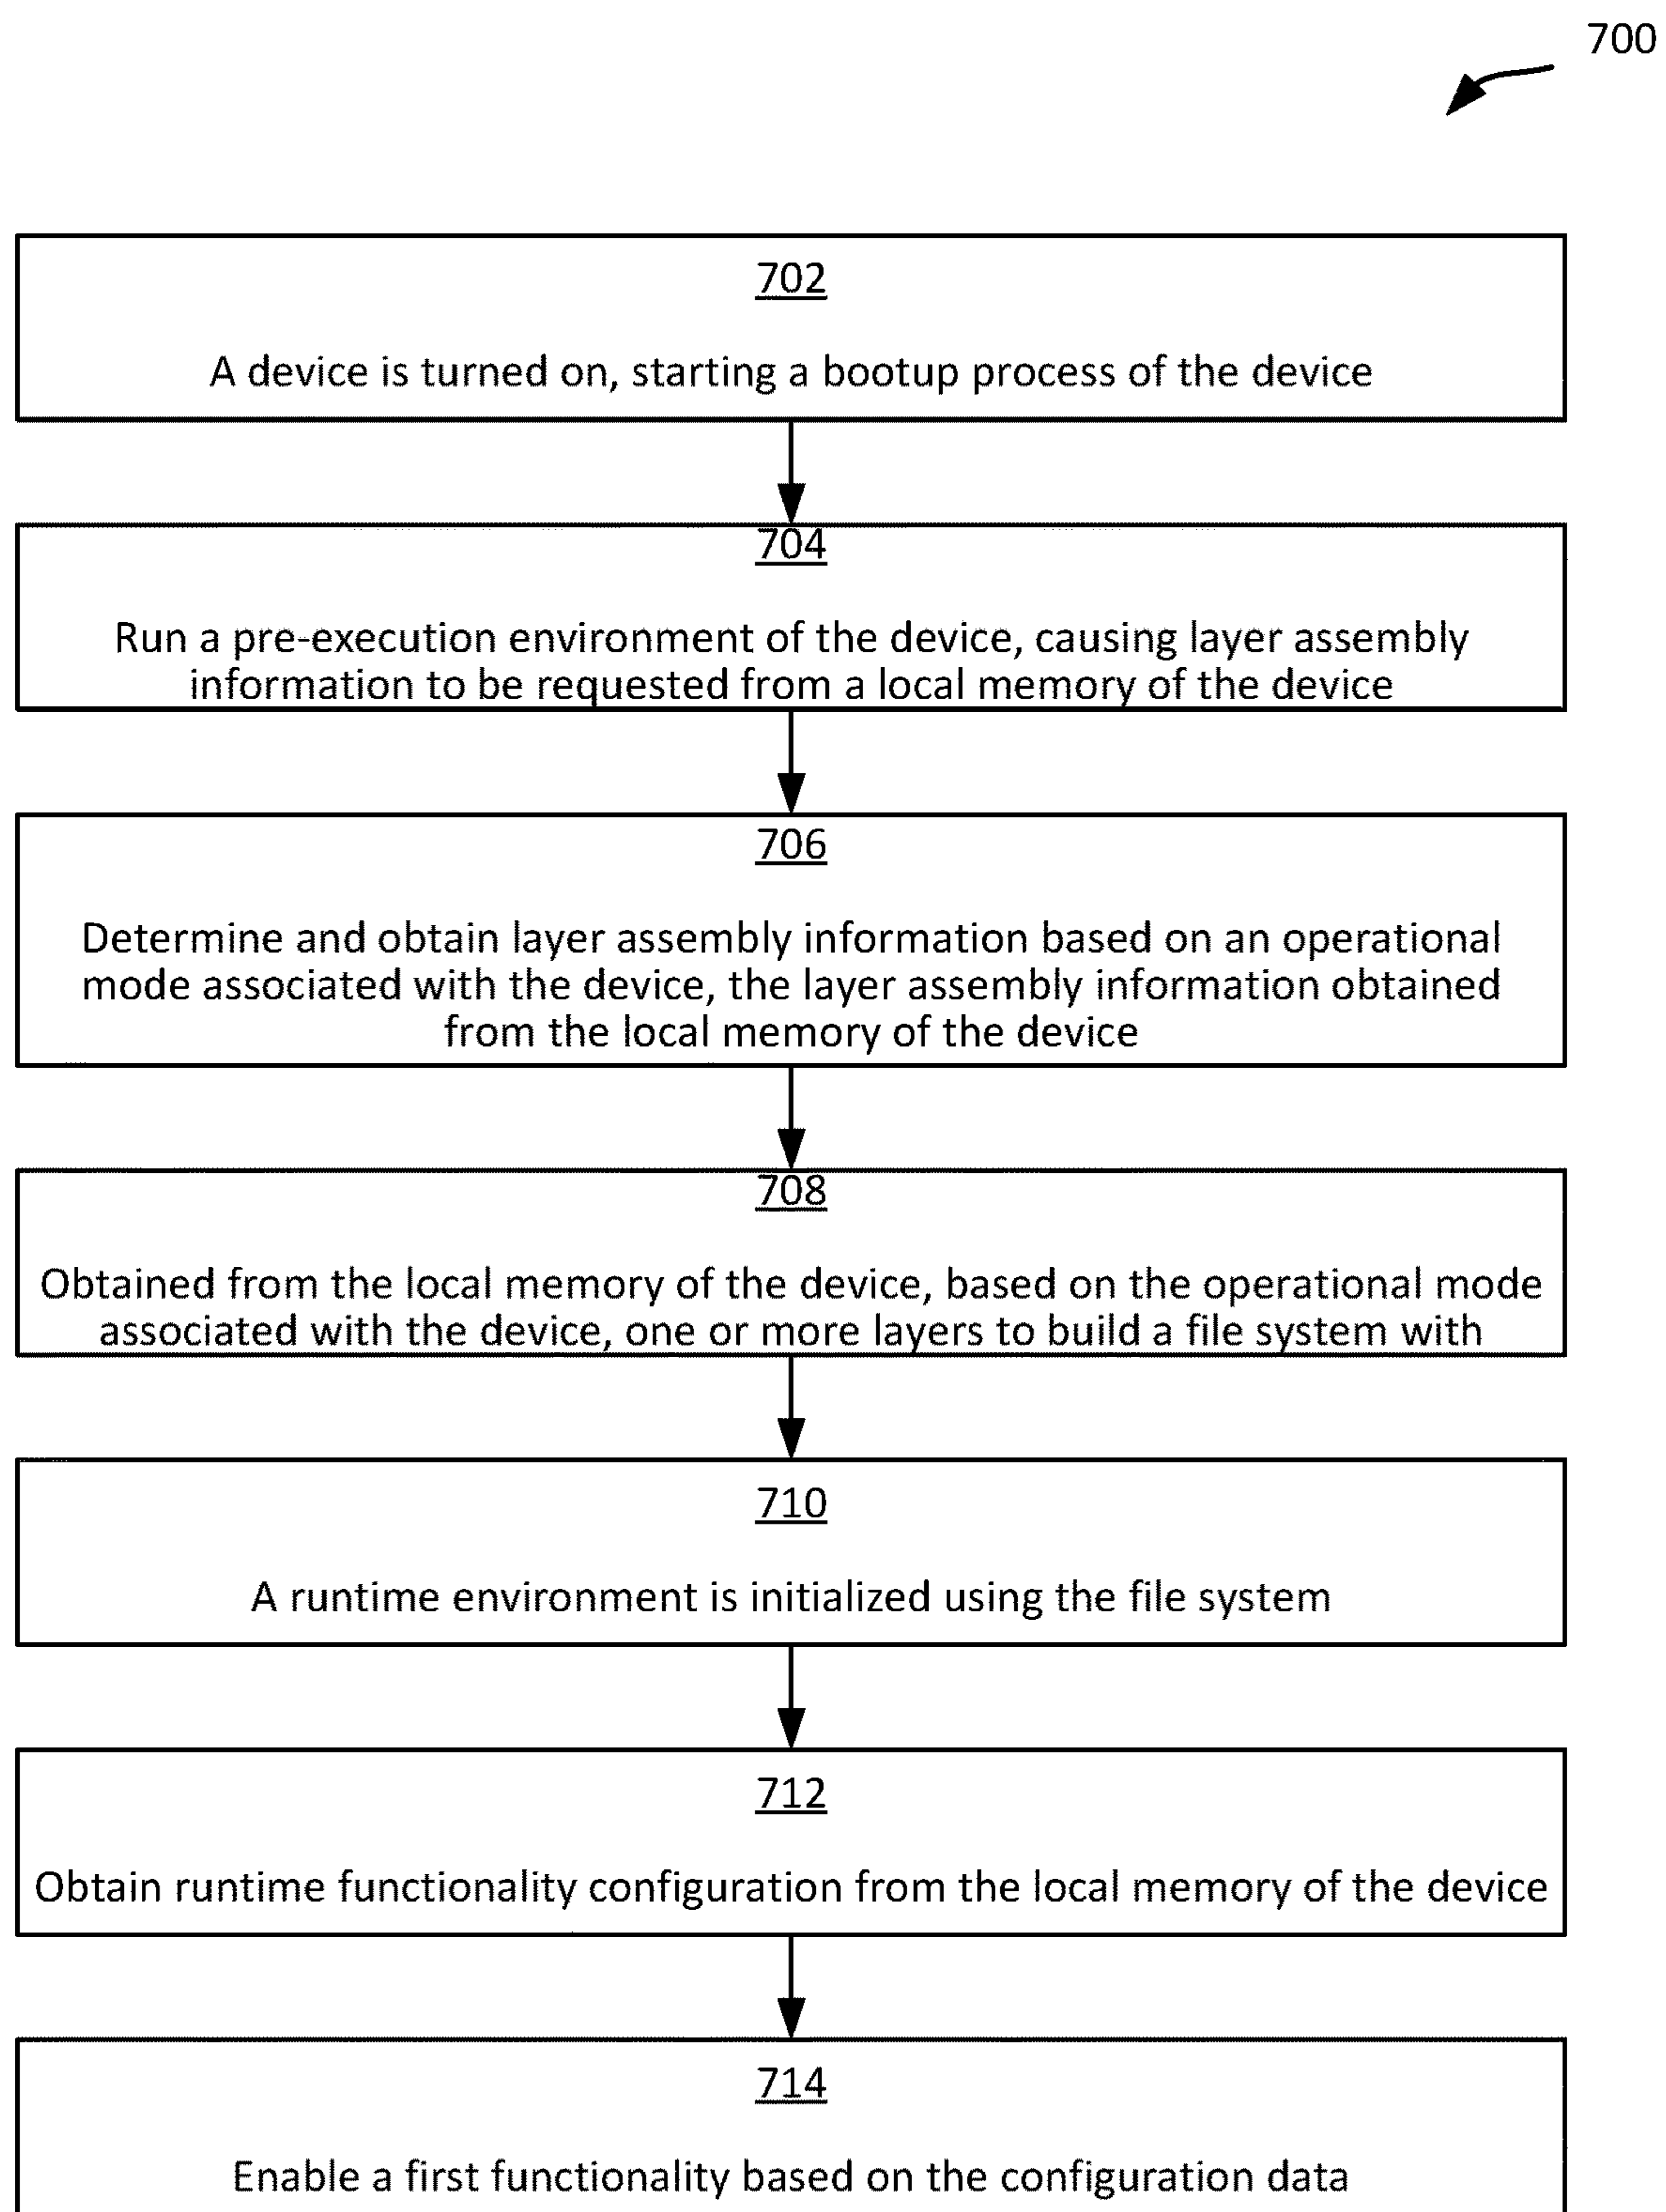 700
702
A device is turned on, starting a bootup process of the device
704
Run a pre-execution environment of the device, causing layer assembly
information to be requested from a local memory of the device
706
Determine and obtain layer assembly information based on an operational
mode associated with the device, the layer assembly information obtained
from the local memory of the device
708
Obtained from the local memory of the device, based on the operational mode
associated with the device, one or more layers to build a file system with
710
A runtime environment is initialized using the file system
712
Obtain runtime functionality configuration from the local memory of the device
714
Enable a first functionality based on the configuration data